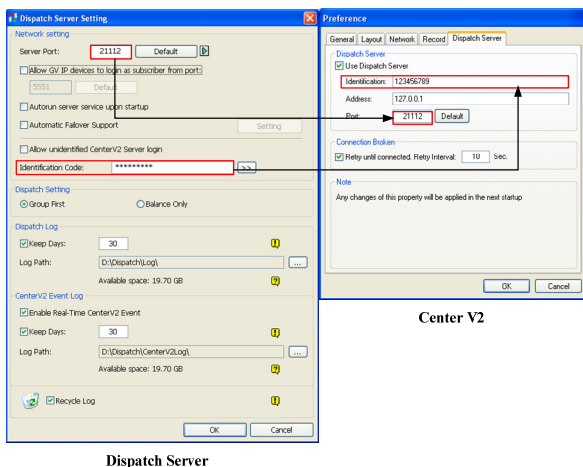 Dispatch Server Setting
Network setting
Server Port: 21112 Default
Allow GV IP devices to login as subscriber from port:
5551 Default
Autorun server service upon startup
Automatic Failover Support Setting
Allow unidentified CenterV2 Server login
Identification Code: ********* >>
Dispatch Setting
Group First Balance Only
Dispatch Log
Keep Days: 30
Log Path: D:\Dispatch\Log\ ...
Available space: 19.70 GB
CenterV2 Event Log
Enable Real-Time CenterV2 Event
Keep Days: 30
Log Path: D:\Dispatch\CenterV2Log\ ...
Available space: 19.70 GB
Recycle Log
OK Cancel
Dispatch Server
Preference
General Layout Network Record Dispatch Server
Dispatch Server
Use Dispatch Server
Identification: 123456789
Address: 127.0.0.1
Port: 21112 Default
Connection Broken
Retry until connected. Retry Interval: 10 Sec.
Note
Any changes of this property will be applied in the next startup
OK Cancel
Center V2